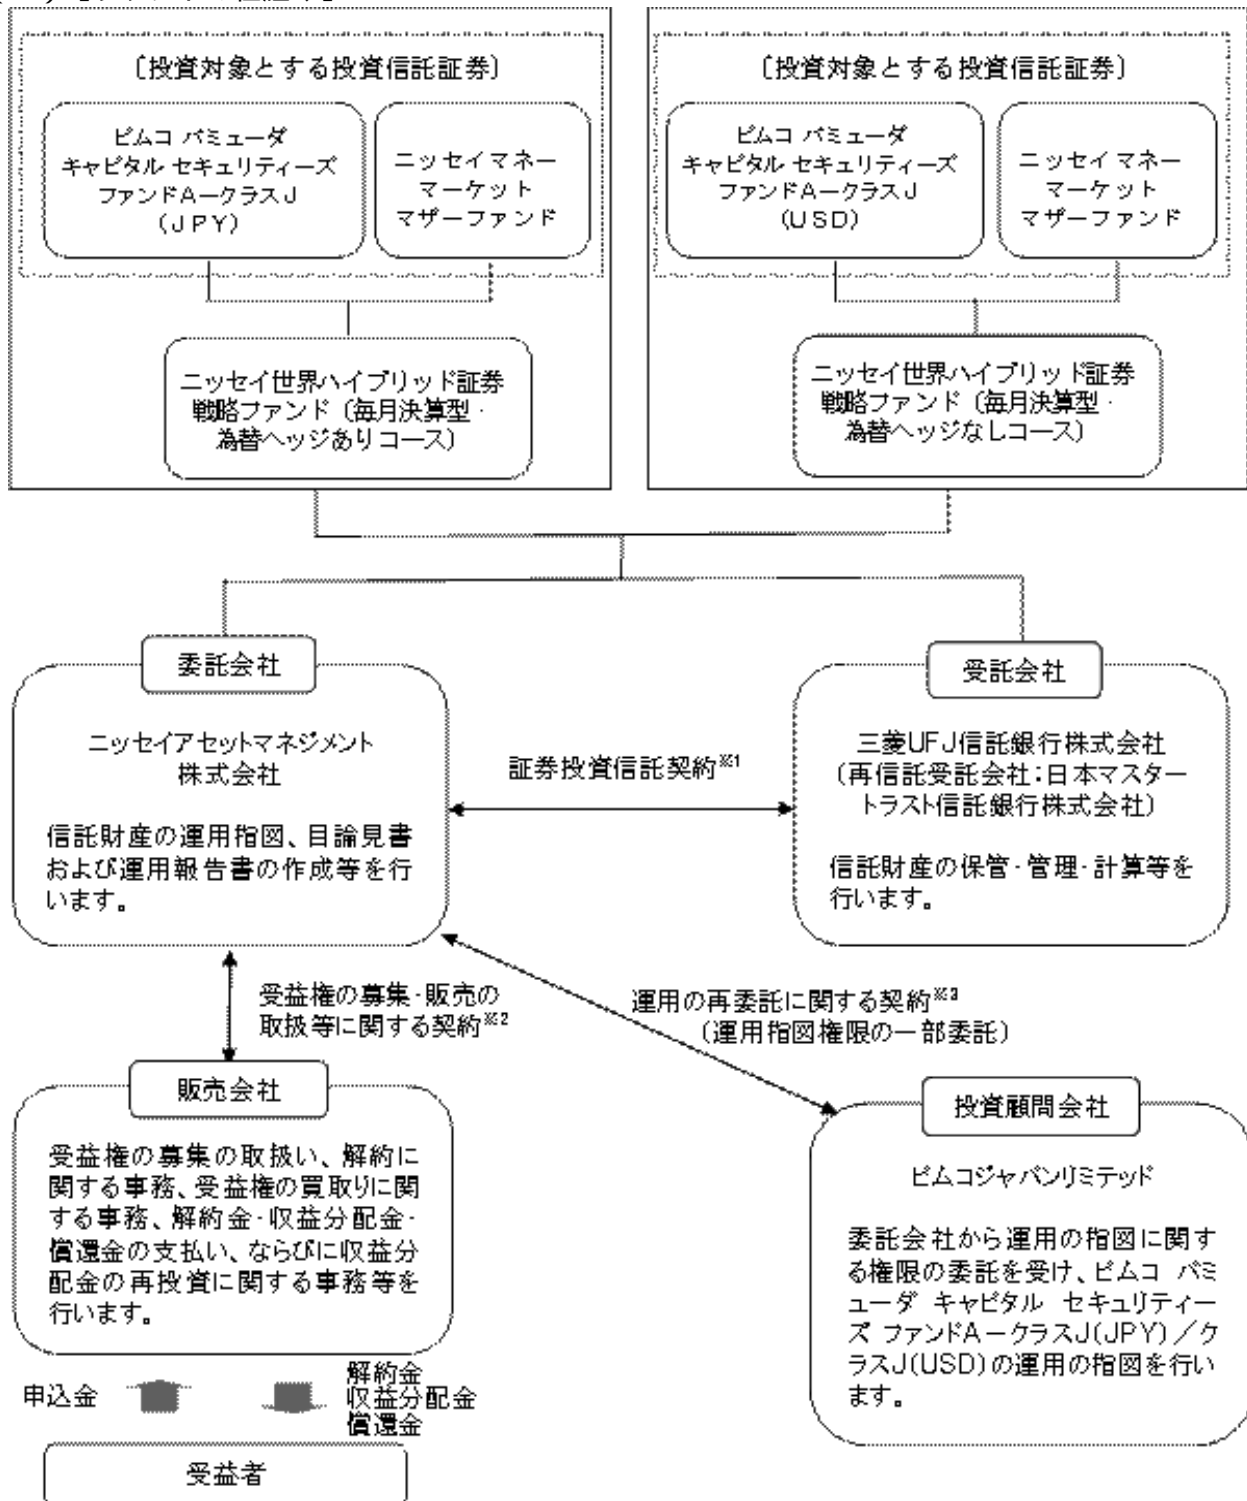 〔投資対象とする投資信託証券〕
ピムコ バミューダ
キャピタル セキュリティーズ
ファンドA－クラスJ
(JPY)
ニッセイマネー
マーケット
マザーファンド
ニッセイ世界ハイブリッド証券
戦略ファンド（毎月決算型・
為替ヘッジありコース）
〔投資対象とする投資信託証券〕
ピムコ バミューダ
キャピタル セキュリティーズ
ファンドA－クラスJ
(USD)
ニッセイマネー
マーケット
マザーファンド
ニッセイ世界ハイブリッド証券
戦略ファンド（毎月決算型・
為替ヘッジなしコース）
委託会社
ニッセイアセットマネジメント
株式会社
信託財産の運用指図、目論見書
および運用報告書の作成等を行
います。
証券投資信託契約※1
受託会社
三菱UFJ信託銀行株式会社
（再信託受託会社：日本マスター
トラスト信託銀行株式会社）
信託財産の保管・管理・計算等を
行います。
受益権の募集・販売の
取扱等に関する契約※2
運用の再委託に関する契約※3
（運用指図権限の一部委託）
販売会社
受益権の募集の取扱い、解約に
関する事務、受益権の買取りに関
する事務、解約金・収益分配金・
償還金の支払い、ならびに収益分
配金の再投資に関する事務等を
行います。
投資顧問会社
ピムコジャパンリミテッド
委託会社から運用の指図に関す
る権限の委託を受け、ピムコ バミ
ューダ キャピタル セキュリティー
ズ ファンドA－クラスJ(JPY)／ク
ラスJ(USD)の運用の指図を行い
ます。
申込金
解約金
収益分配金
償還金
受益者